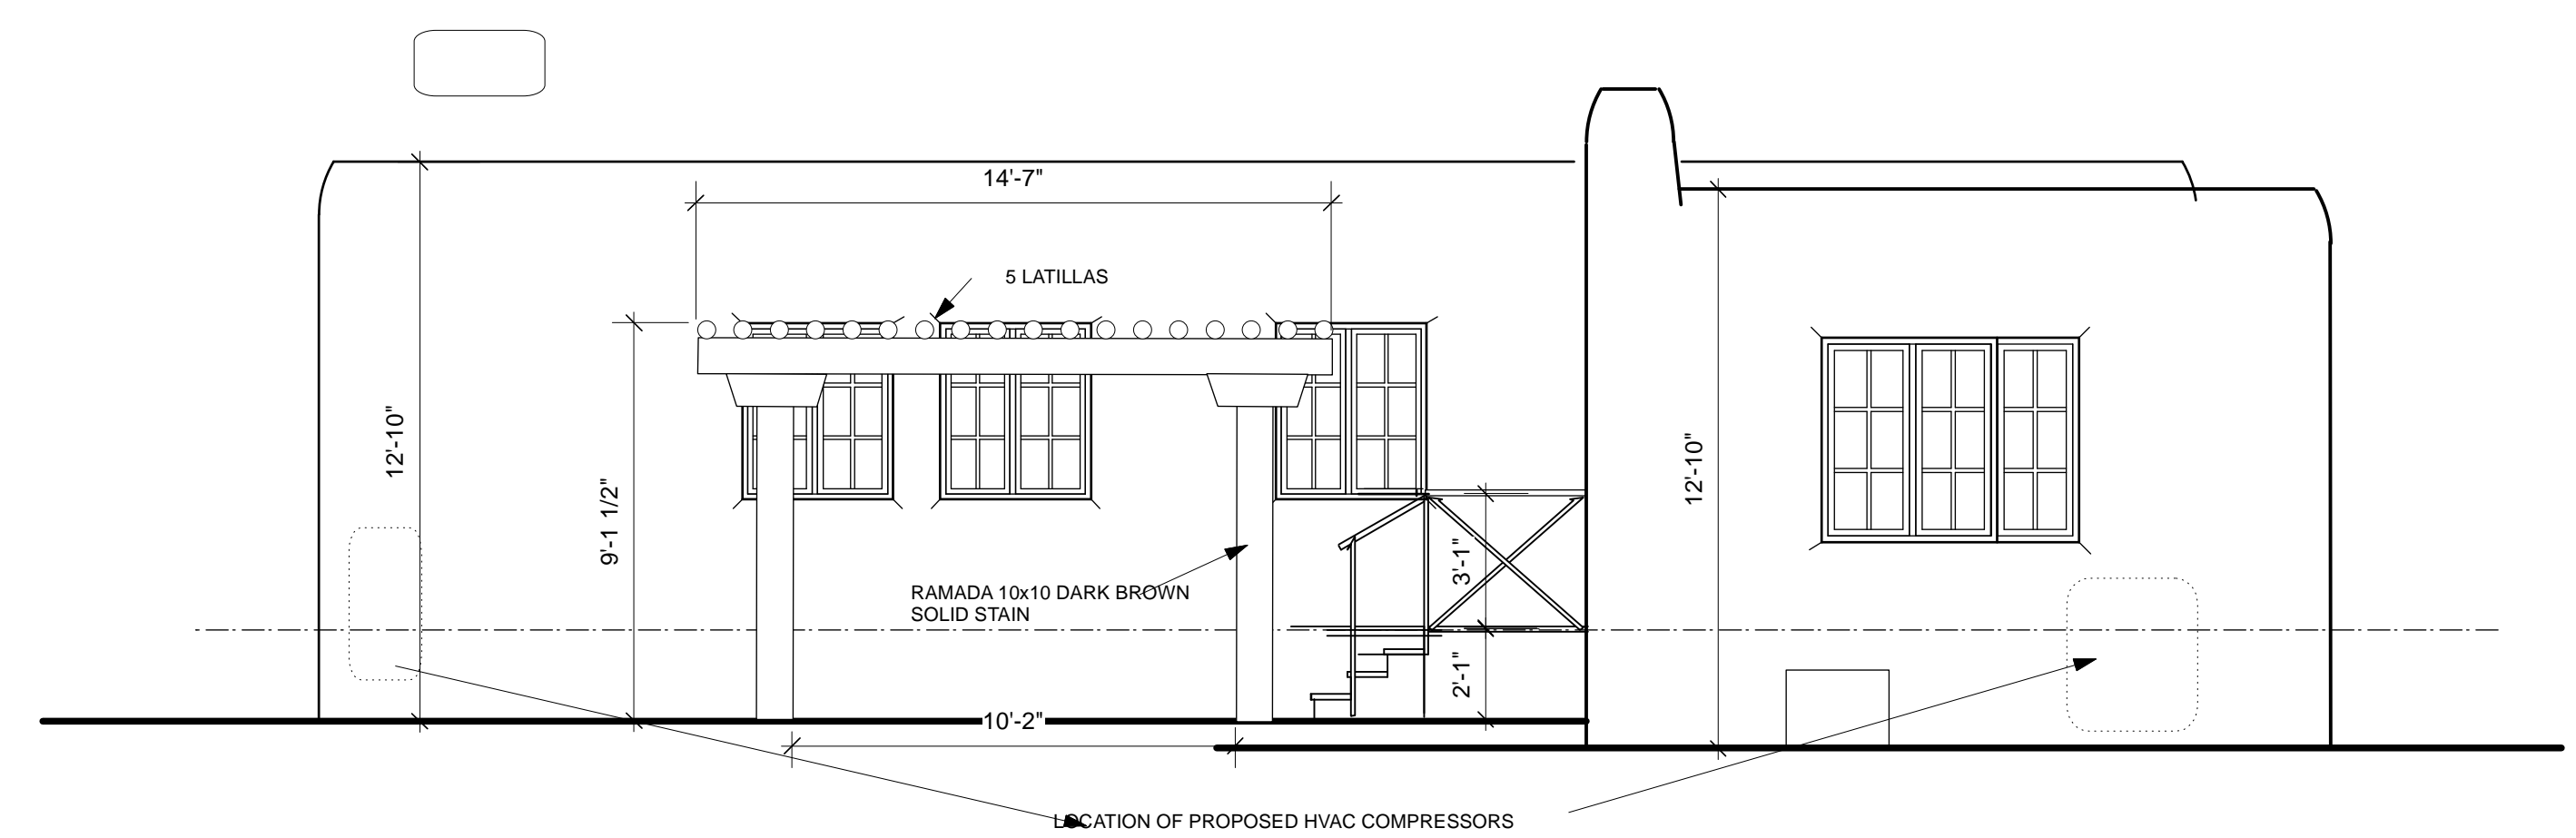 14'-7"
5 LATILLAS
12'-10"
9'-1 1/2"
12'-10"
3'-1"
RAMADA 10x10 DARK BROWN
SOLID STAIN
2'-1"
10'-2"
LOCATION OF PROPOSED HVAC COMPRESSORS